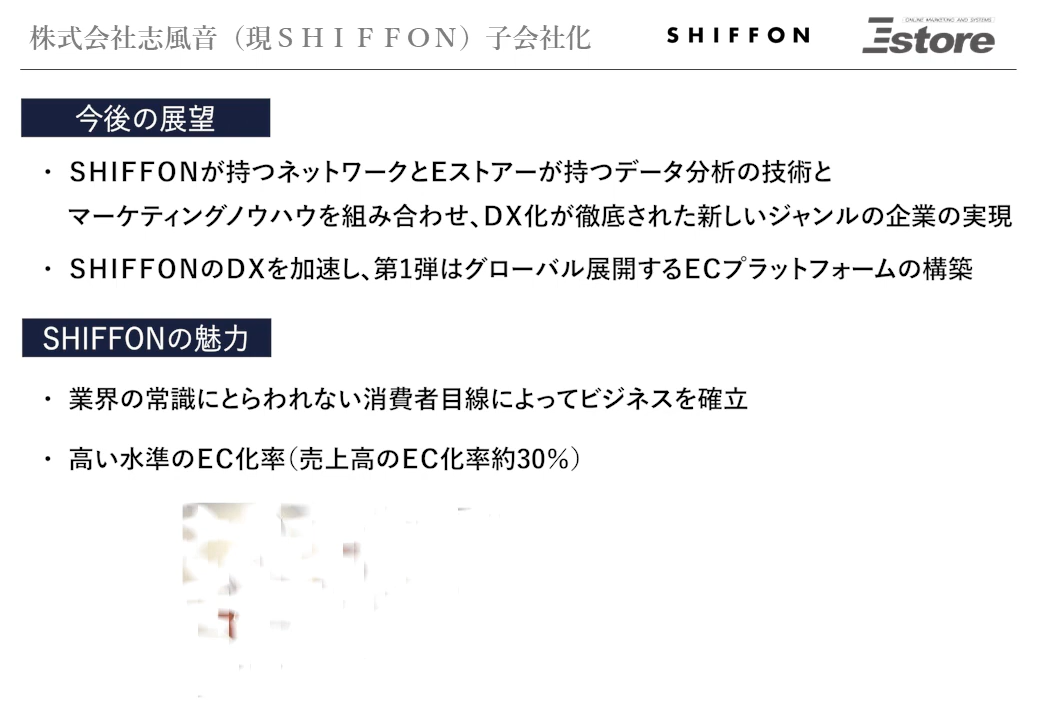 株式会社志風音（現ＳＨＩＦＦＯＮ）子会社化
SHIFFON
ONLINE MARKETING AND SYSTEMS
Estore
今後の展望
・ SHIFFONが持つネットワークとEストアーが持つデータ分析の技術と
マーケティングノウハウを組み合わせ、DX化が徹底された新しいジャンルの企業の実現
・ SHIFFONのDXを加速し、第1弾はグローバル展開するECプラットフォームの構築
SHIFFONの魅力
・ 業界の常識にとらわれない消費者目線によってビジネスを確立
・ 高い水準のEC化率（売上高のEC化率約30％）